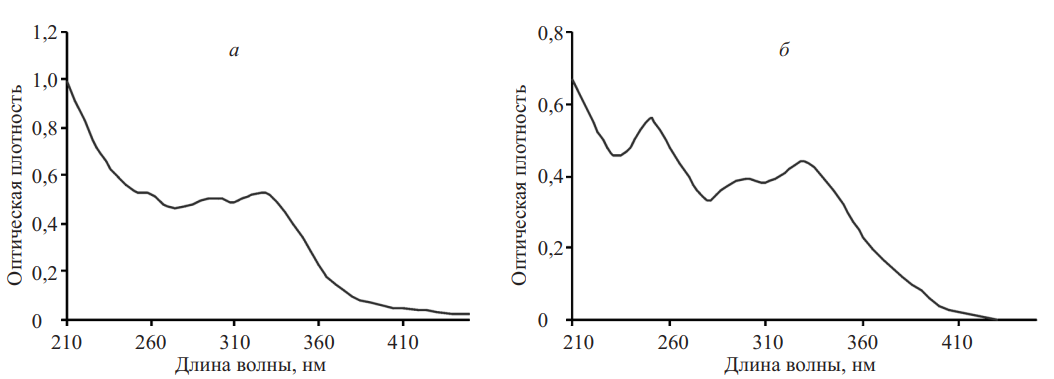 а
Оптическая плотность
1,2
1,0
0,8
0,6
0,4
0,2
0
210 260 310 360 410
Длина волны, нм
б
Оптическая плотность
0,8
0,6
0,4
0,2
0
210 260 310 360 410
Длина волны, нм